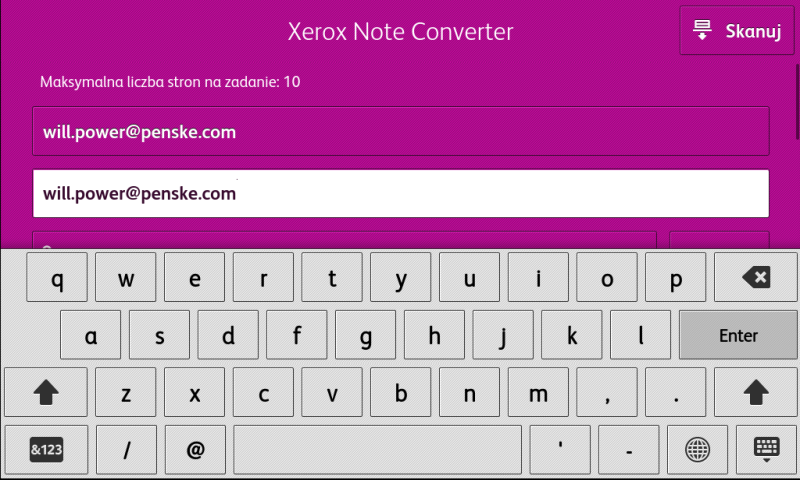 Xerox Note Converter
Skanuj
Maksymalna liczba stron na zadanie: 10
will.power@penske.com
will.power@penske.com
q w e r t y u i o p
a s d f g h j k l Enter
z x c v b n m , .
&123 / @ ' -